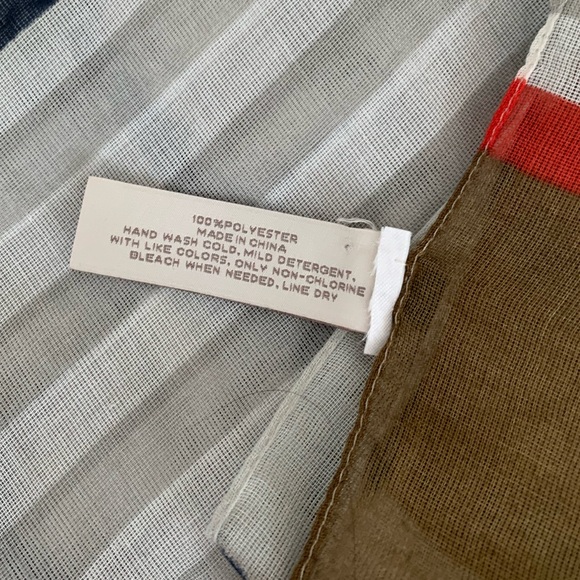 100%POLYESTER
MADE IN CHINA
HAND WASH COLD, MILD DETERGENT,
WITH LIKE COLORS, ONLY NON-CHLORINE
BLEACH WHEN NEEDED, LINE DRY